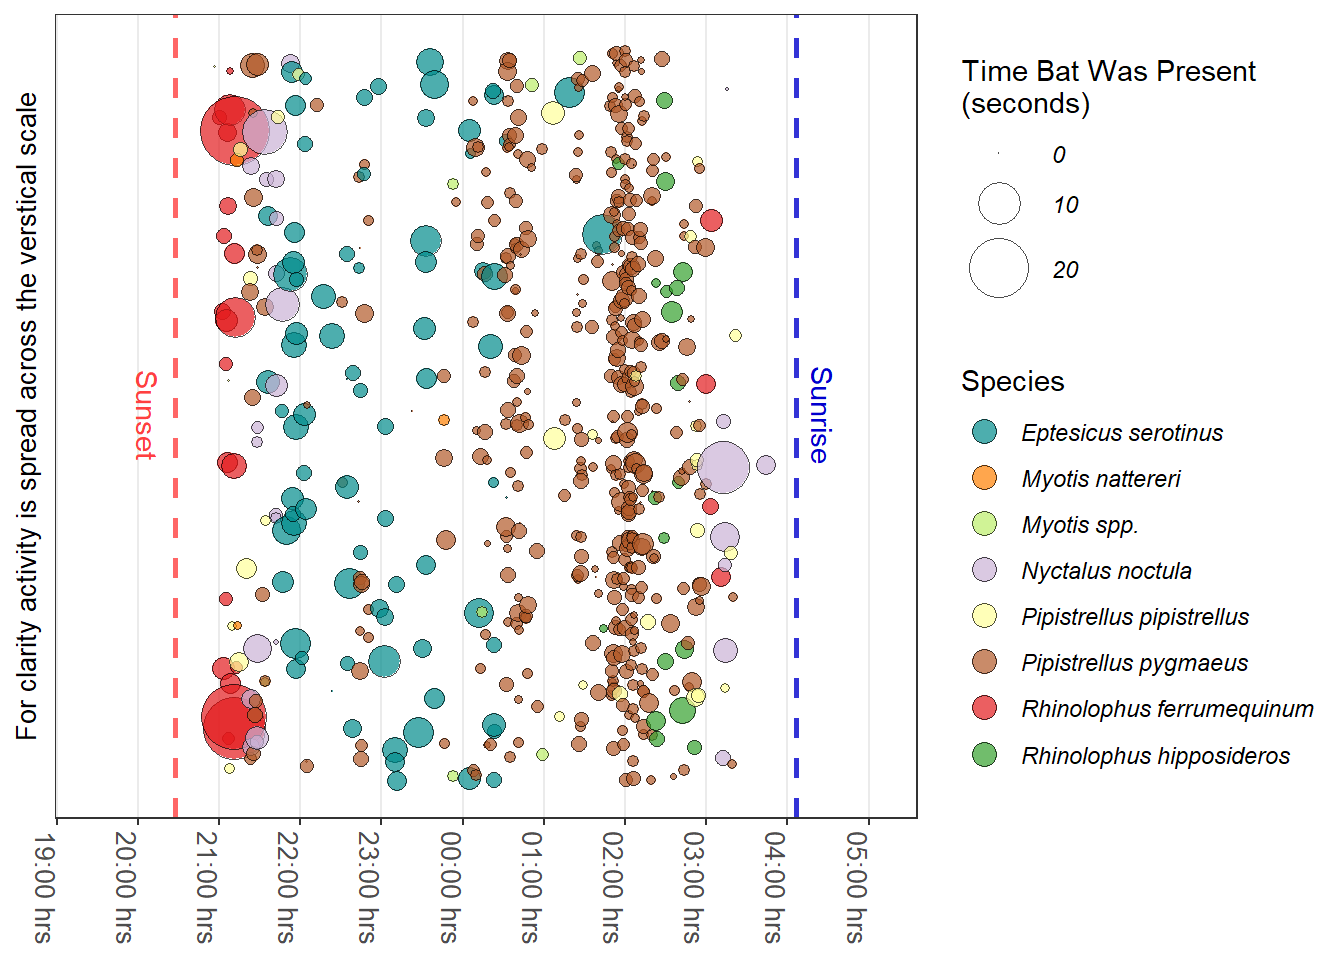 For clarity activity is spread across the verstical scale
Sunset
Sunrise
19:00 hrs
20:00 hrs
21:00 hrs
22:00 hrs
23:00 hrs
00:00 hrs
01:00 hrs
02:00 hrs
03:00 hrs
04:00 hrs
05:00 hrs
Time Bat Was Present
(seconds)
0
10
20
Species
Eptesicus serotinus
Myotis nattereri
Myotis spp.
Nyctalus noctula
Pipistrellus pipistrellus
Pipistrellus pygmaeus
Rhinolophus ferrumequinum
Rhinolophus hipposideros